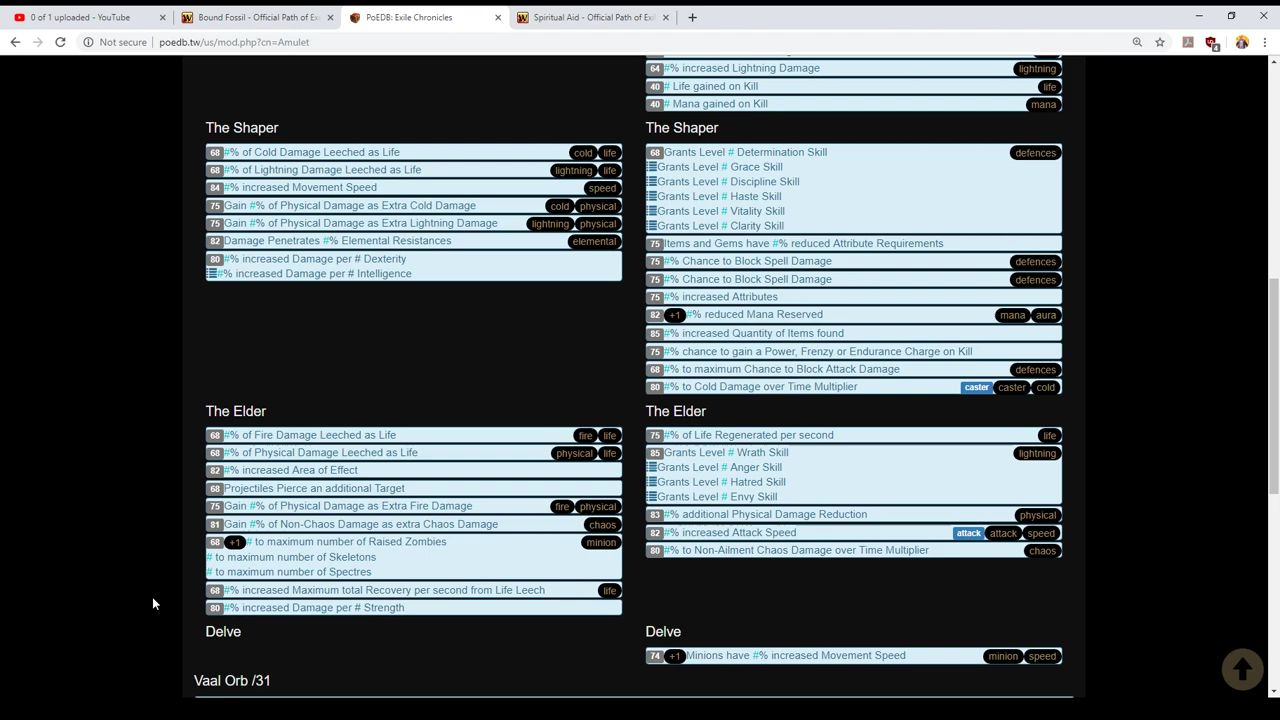 0 of 1 uploaded - YouTube
Bound Fossil - Official Path of Ex
PoEDB: Exile Chronicles
Spiritual Aid - Official Path of Exi
Not secure
poedb.tw/us/mod.php?cn=Amulet
64 #% increased Lightning Damage lightning
40 # Life gained on Kill life
40 # Mana gained on Kill mana
The Shaper
68 #% of Cold Damage Leeched as Life cold life
68 #% of Lightning Damage Leeched as Life lightning life
84 #% increased Movement Speed speed
75 Gain #% of Physical Damage as Extra Cold Damage cold physical
75 Gain #% of Physical Damage as Extra Lightning Damage lightning physical
82 Damage Penetrates #% Elemental Resistances elemental
80 #% increased Damage per # Dexterity
#% increased Damage per # Intelligence
The Shaper
68 Grants Level # Determination Skill defences
Grants Level # Grace Skill
Grants Level # Discipline Skill
Grants Level # Haste Skill
Grants Level # Vitality Skill
Grants Level # Clarity Skill
75 Items and Gems have #% reduced Attribute Requirements
75 #% Chance to Block Spell Damage defences
75 #% Chance to Block Spell Damage defences
75 #% increased Attributes
82 +1 #% reduced Mana Reserved mana aura
85 #% increased Quantity of Items found
75 #% chance to gain a Power, Frenzy or Endurance Charge on Kill
68 #% to maximum Chance to Block Attack Damage defences
80 #% to Cold Damage over Time Multiplier caster caster cold
The Elder
68 #% of Fire Damage Leeched as Life fire life
68 #% of Physical Damage Leeched as Life physical life
82 #% increased Area of Effect
68 Projectiles Pierce an additional Target
75 Gain #% of Physical Damage as Extra Fire Damage fire physical
81 Gain #% of Non-Chaos Damage as extra Chaos Damage chaos
68 +1 # to maximum number of Raised Zombies minion
# to maximum number of Skeletons
# to maximum number of Spectres
68 #% increased Maximum total Recovery per second from Life Leech life
80 #% increased Damage per # Strength
The Elder
75 #% of Life Regenerated per second life
85 Grants Level # Wrath Skill lightning
Grants Level # Anger Skill
Grants Level # Hatred Skill
Grants Level # Envy Skill
83 #% additional Physical Damage Reduction physical
82 #% increased Attack Speed attack attack speed
80 #% to Non-Ailment Chaos Damage over Time Multiplier chaos
Delve
Delve
74 +1 Minions have #% increased Movement Speed minion speed
Vaal Orb /31